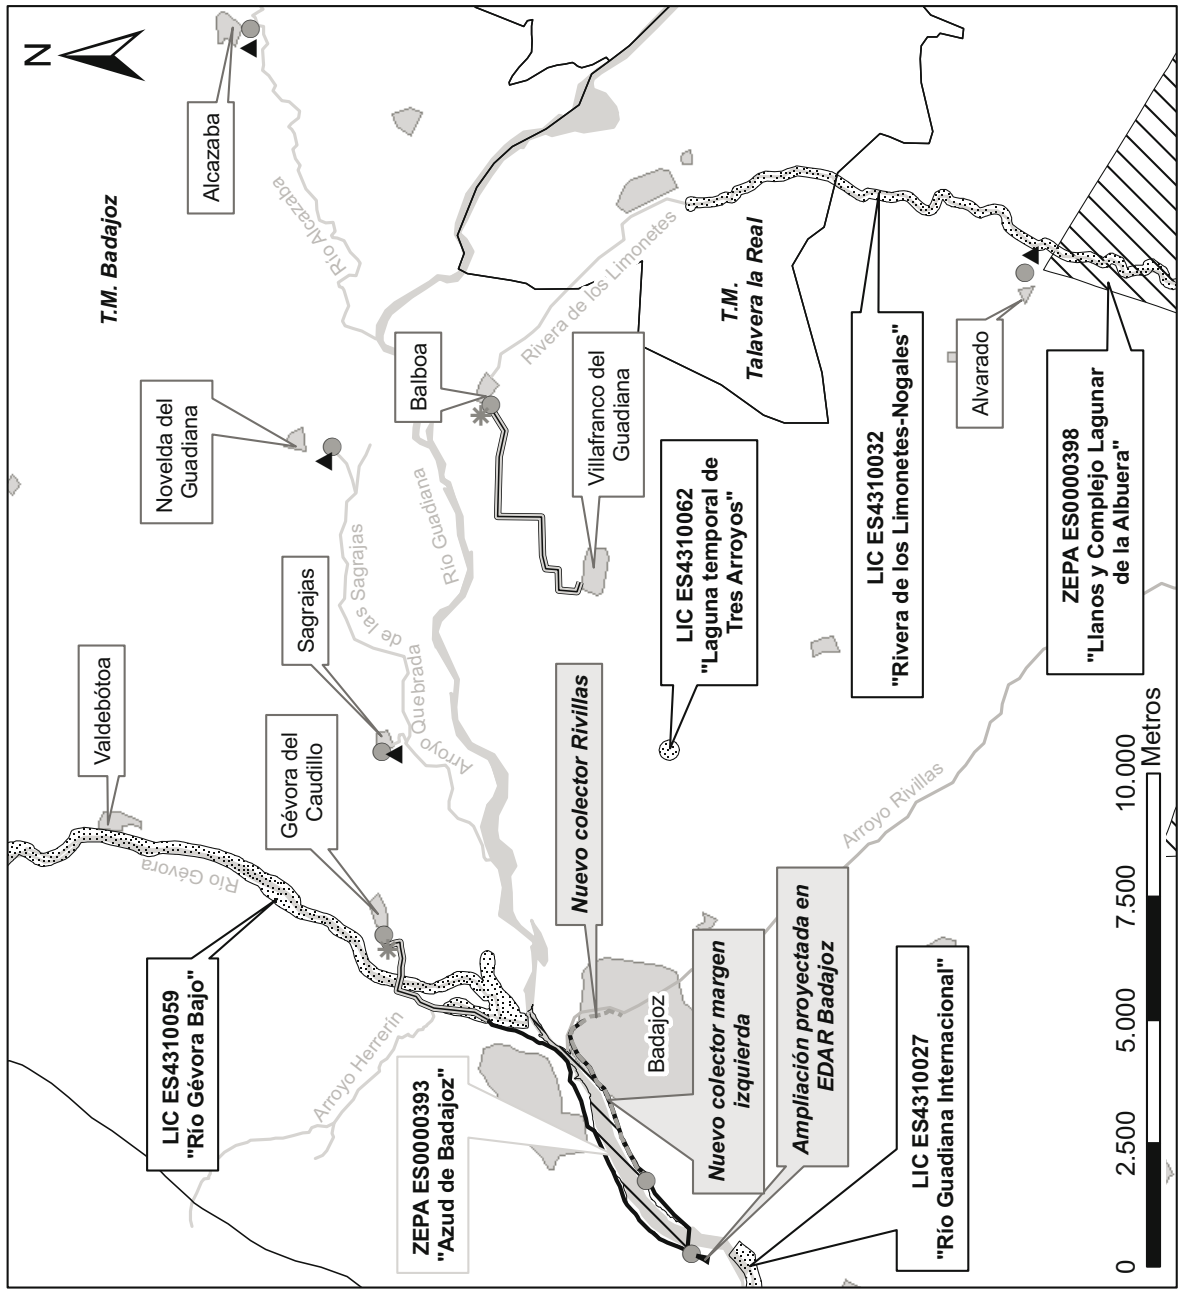 N
T.M. Badajoz
Alcazaba
Río Alcazaba
Novelda del
Guadiana
Balboa
Rivera de los Limonetes
T.M.
Talavera la Real
Villafranco del
Guadiana
Río Guadiana
Sagrajas
Arroyo
Quebrada
de las Sagrajas
Valdebótoa
Gévora del
Caudillo
Río Gévora
LIC ES4310059
"Río Gévora Bajo"
Arroyo Herrerín
ZEPA ES0000393
"Azud de Badajoz"
Badajoz
Nuevo colector Rivillas
Nuevo colector margen
izquierda
Ampliación proyectada en
EDAR Badajoz
LIC ES4310027
"Río Guadiana Internacional"
LIC ES4310062
"Laguna temporal de
Tres Arroyos"
LIC ES4310032
"Rivera de los Limonetes-Nogales"
Alvarado
ZEPA ES0000398
"Llanos y Complejo Lagunar
de la Albuera"
Arroyo Rivillas
0
2.500
5.000
7.500
10.000
Metros